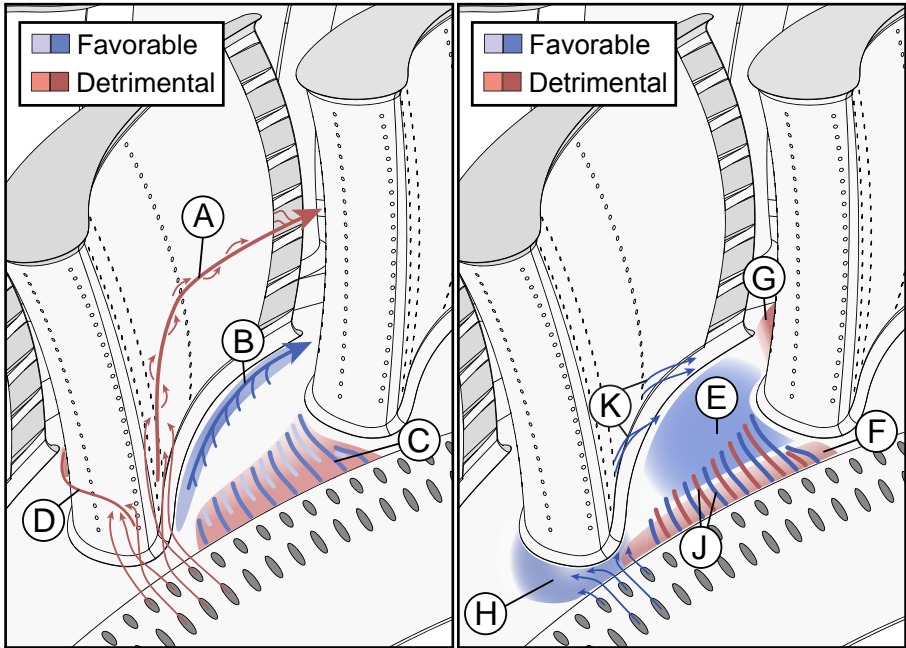 Favorable
Detrimental
A
B
C
D
Favorable
Detrimental
G
K
E
F
J
H